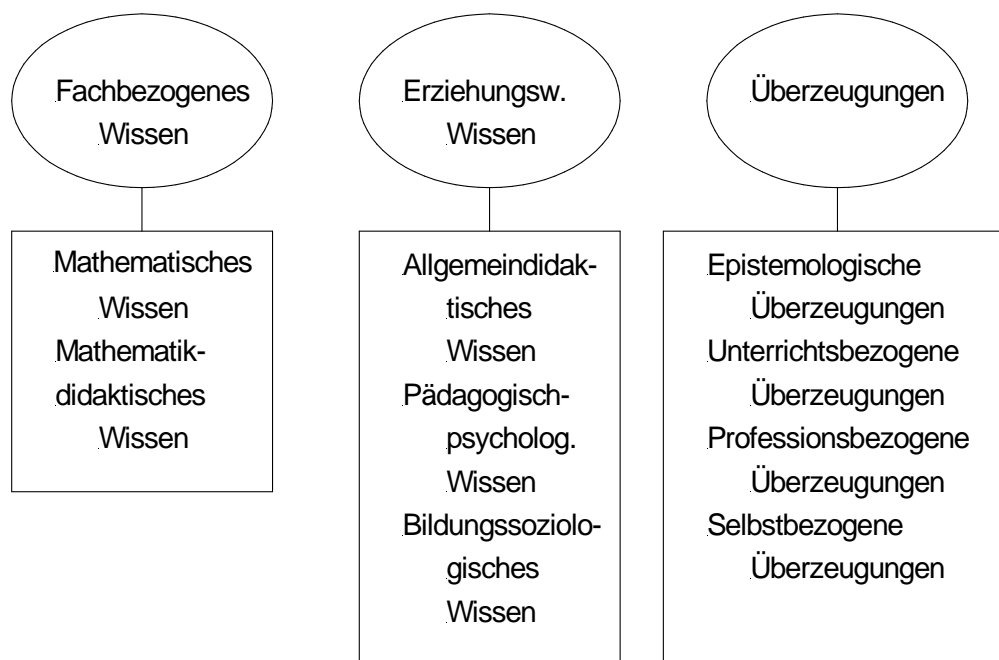 Fachbezogenes
Wissen
Erziehungsw.
Wissen
Überzeugungen
Mathematisches
Wissen
Mathematik-
didaktisches
Wissen
Allgemeindidak-
tisches
Wissen
Pädagogisch-
psycholog.
Wissen
Bildungssoziolo-
gisches
Wissen
Epistemologische
Überzeugungen
Unterrichtsbezogene
Überzeugungen
Professionsbezogene
Überzeugungen
Selbstbezogene
Überzeugungen